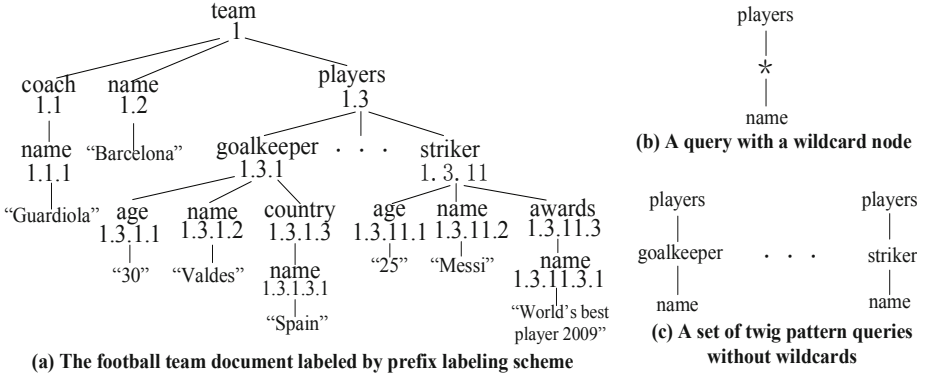 team
1
coach
1.1
name
1.2
players
1.3
name
1.1.1
"Barcelona"
goalkeeper
1.3.1
. . .
striker
1. 3. 11
"Guardiola"
age
1.3.1.1
name
1.3.1.2
country
1.3.1.3
age
1.3.11.1
name
1.3.11.2
awards
1.3.11.3
"30"
"Valdes"
name
1.3.1.3.1
"25"
"Messi"
name
1.3.11.3.1
"Spain"
"World's best
player 2009"
(a) The football team document labeled by prefix labeling scheme
players
*
name
(b) A query with a wildcard node
players
goalkeeper
name
. . .
players
striker
name
(c) A set of twig pattern queries
without wildcards